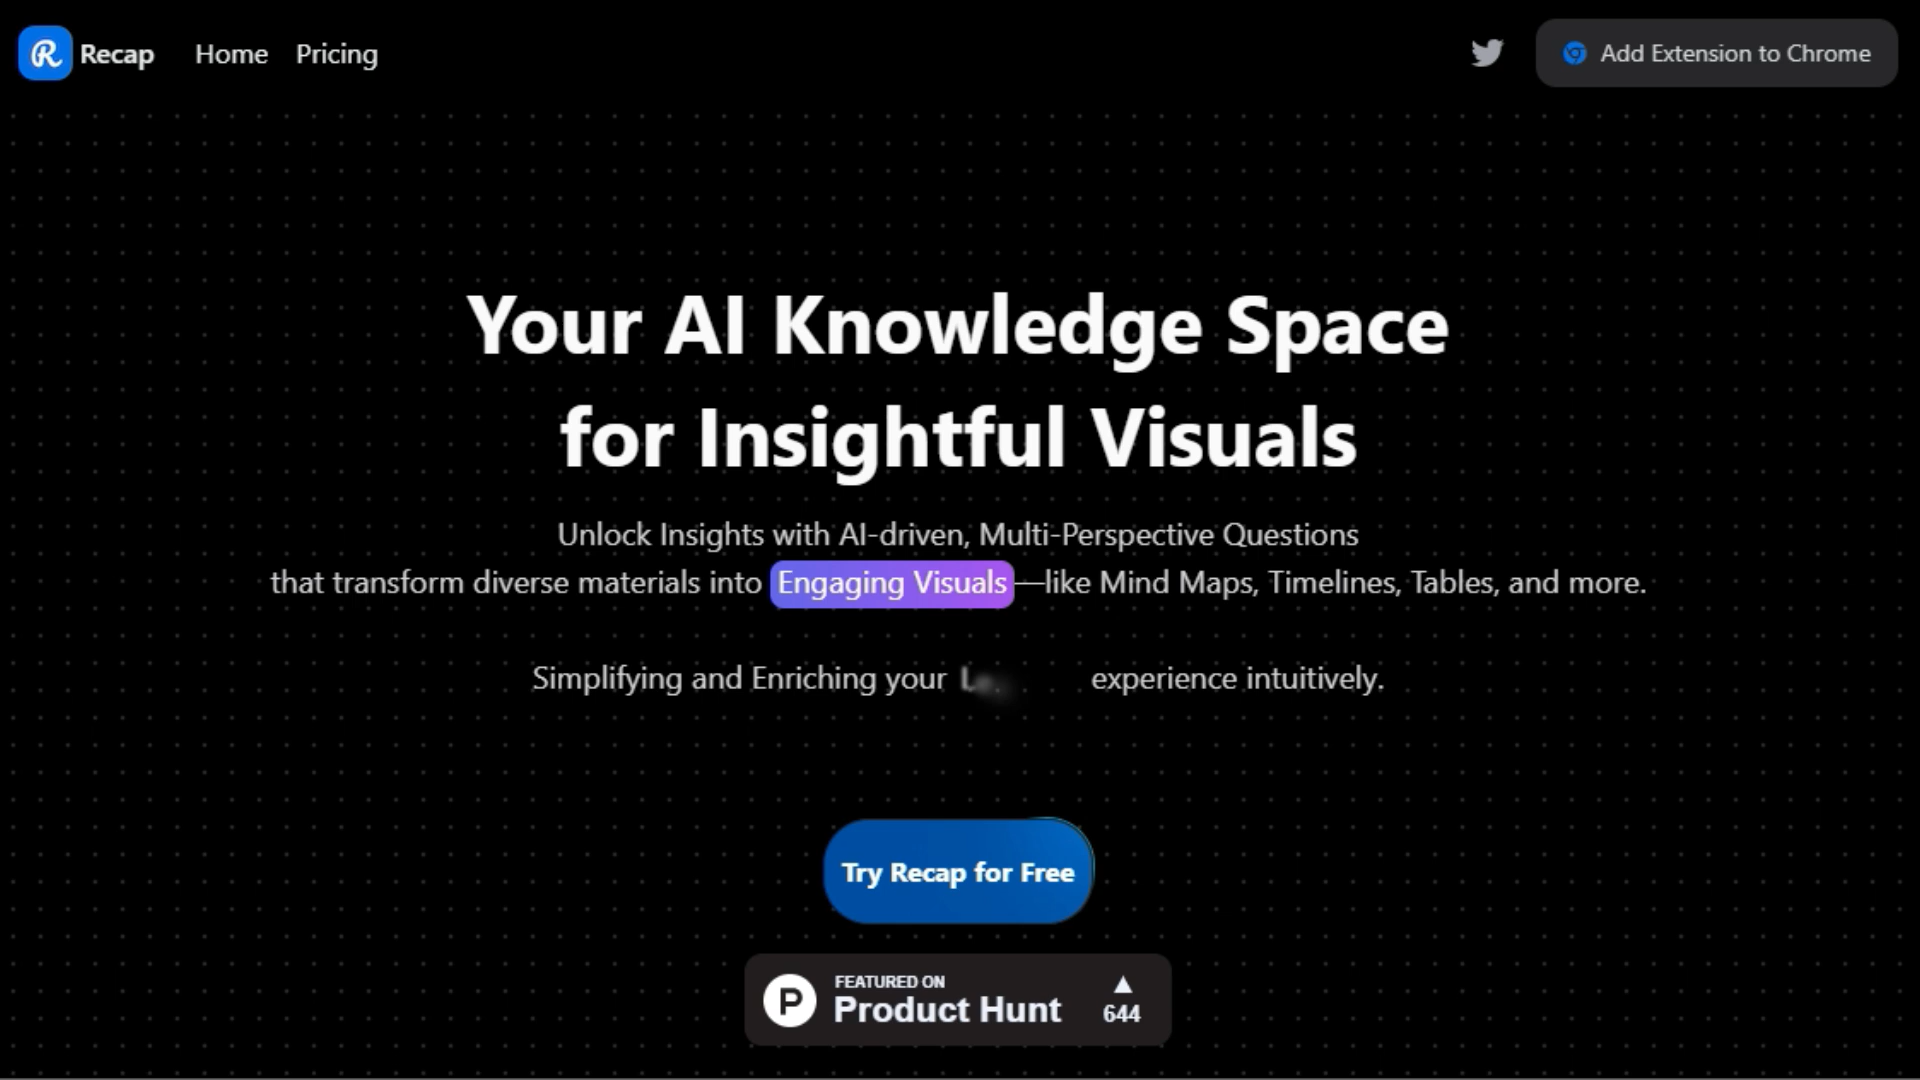 Recap
Home
Pricing
Add Extension to Chrome
Your AI Knowledge Space
for Insightful Visuals
Unlock Insights with AI-driven, Multi-Perspective Questions
that transform diverse materials into Engaging Visuals—like Mind Maps, Timelines, Tables, and more.
Simplifying and Enriching your experience intuitively.
Try Recap for Free
FEATURED ON
Product Hunt
▲
644